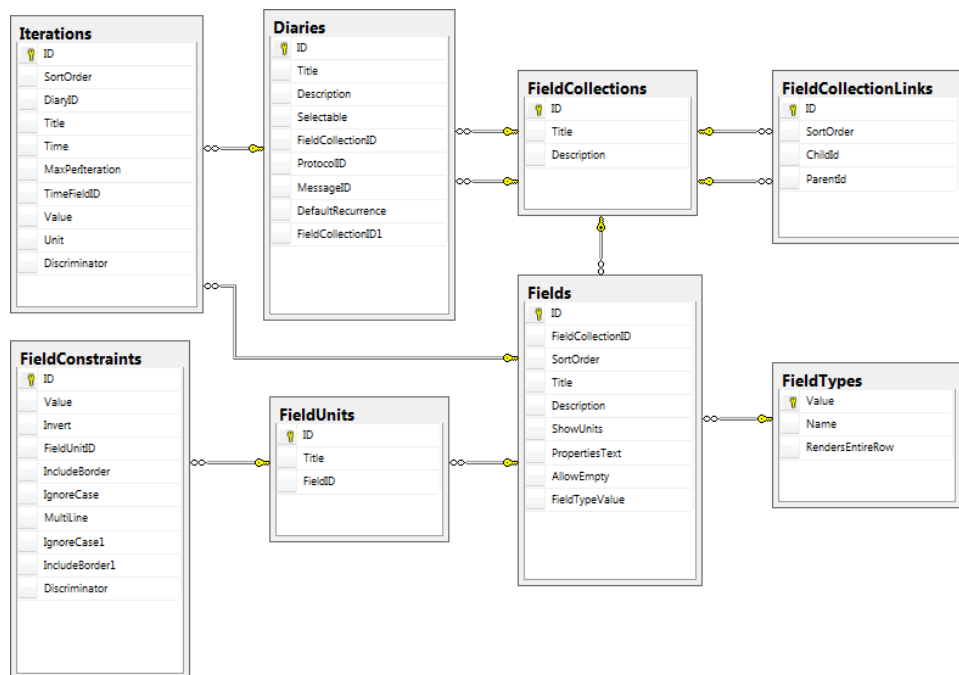 Iterations
ID
SortOrder
DiaryID
Title
Time
MaxPerIteration
TimeFieldID
Value
Unit
Discriminator
Diaries
ID
Title
Description
Selectable
FieldCollectionID
ProtocolID
MessageID
DefaultRecurrence
FieldCollectionID1
FieldCollections
ID
Title
Description
FieldCollectionLinks
ID
SortOrder
ChildId
ParentId
FieldConstraints
ID
Value
Invert
FieldUnitID
IncludeBorder
IgnoreCase
MultiLine
IgnoreCase1
IncludeBorder1
Discriminator
FieldUnits
ID
Title
FieldID
Fields
ID
FieldCollectionID
SortOrder
Title
Description
ShowUnits
PropertiesText
AllowEmpty
FieldTypeValue
FieldTypes
Value
Name
RendersEntireRow